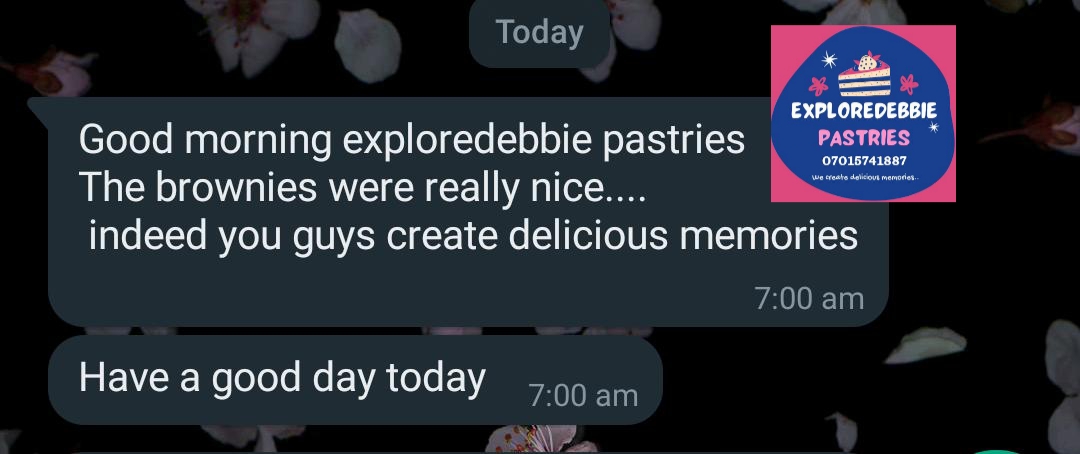 Today
EXPLOREDEBBIE
PASTRIES
07015741887
We create delicious memories..
Good morning exploredebbie pastries
The brownies were really nice....
indeed you guys create delicious memories
7:00 am
Have a good day today
7:00 am